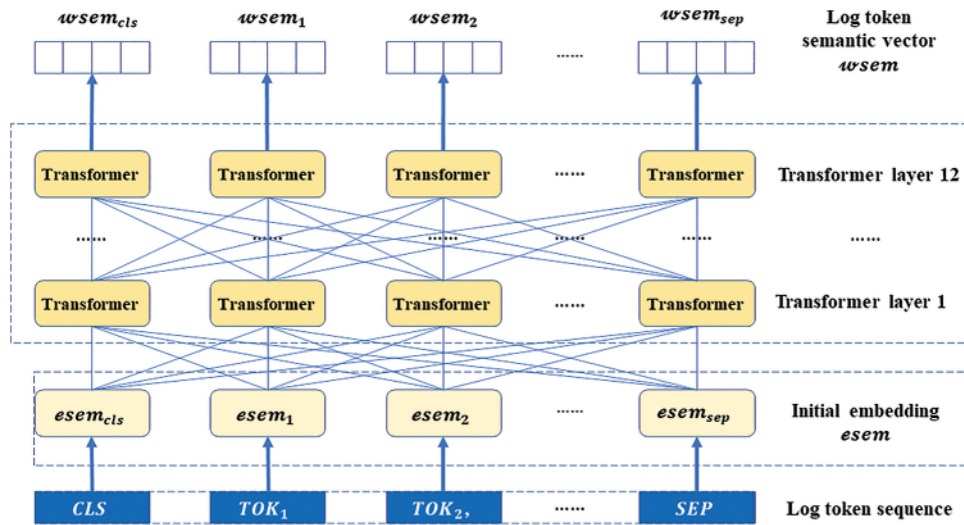 wsem_cls wsem_1 wsem_2 wsem_sep Log token
semantic vector
...... wsem
Transformer Transformer Transformer ...... Transformer Transformer layer 12
...... ...... ...... ...... ...... ......
Transformer Transformer Transformer ...... Transformer Transformer layer 1
esem_cls esem_1 esem_2 ...... esem_sep Initial embedding
esem
CLS TOK_1 TOK_2, ...... SEP Log token sequence